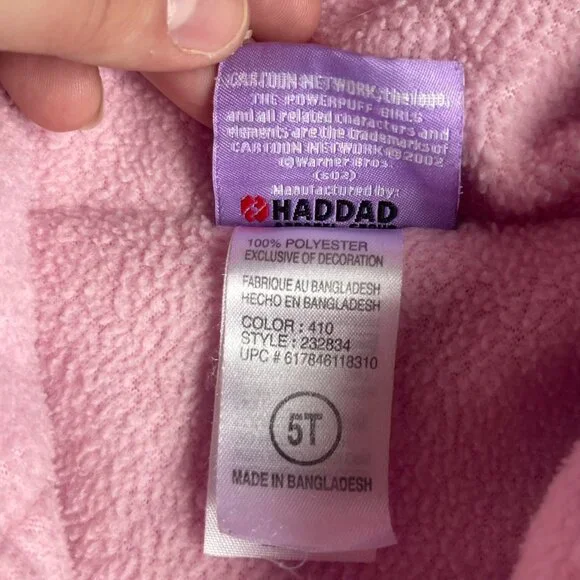 CARTOON NETWORK, the logo,
THE POWERPUFF GIRLS
and all related characters and
elements are the trademarks of
CARTOON NETWORK © 2002
© Warner Bros.
(s02)
Manufactured by:
HADDAD
100% POLYESTER
EXCLUSIVE OF DECORATION
FABRIQUE AU BANGLADESH
HECHO EN BANGLADESH
COLOR : 410
STYLE : 232834
UPC # 617846118310
5T
MADE IN BANGLADESH